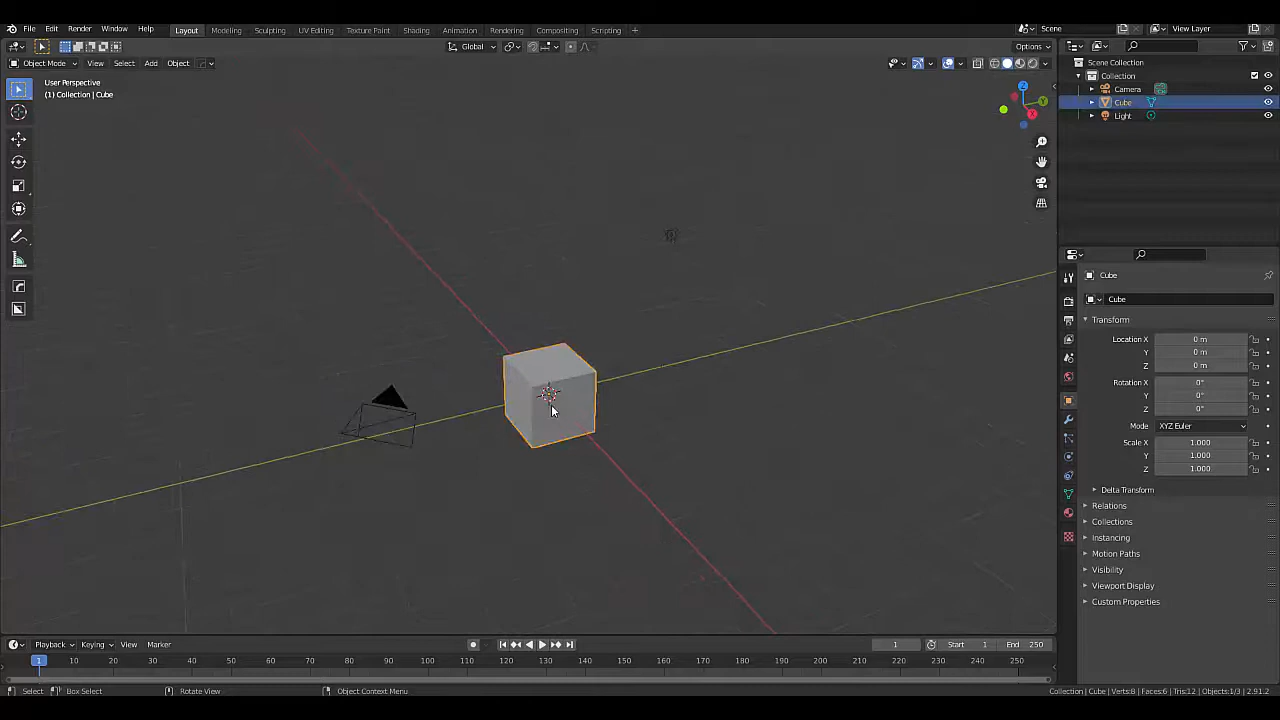 File Edit Render Window Help Layout Modeling Sculpting UV Editing Texture Paint Shading Animation Rendering Compositing Scripting Scene View Layer
Global Options
Object Mode View Select Add Object
User Perspective
(1) Collection | Cube
Scene Collection
Collection
Camera
Cube
Light
Z
Y
X
Cube
Cube
Transform
Location X 0 m
Y 0 m
Z 0 m
Rotation X 0°
Y 0°
Z 0°
Mode XYZ Euler
Scale X 1.000
Y 1.000
Z 1.000
Delta Transform
Relations
Collections
Instancing
Motion Paths
Visibility
Viewport Display
Custom Properties
Playback Keying View Marker 1 Start 1 End 250
1 10 20 30 40 50 60 70 80 90 100 110 120 130 140 150 160 170 180 190 200 210 220 230 240 250
Select Box Select Rotate View Object Context Menu Collection | Cube | Verts:8 | Faces:6 | Tris:12 | Objects:1/3 | 2.91.2